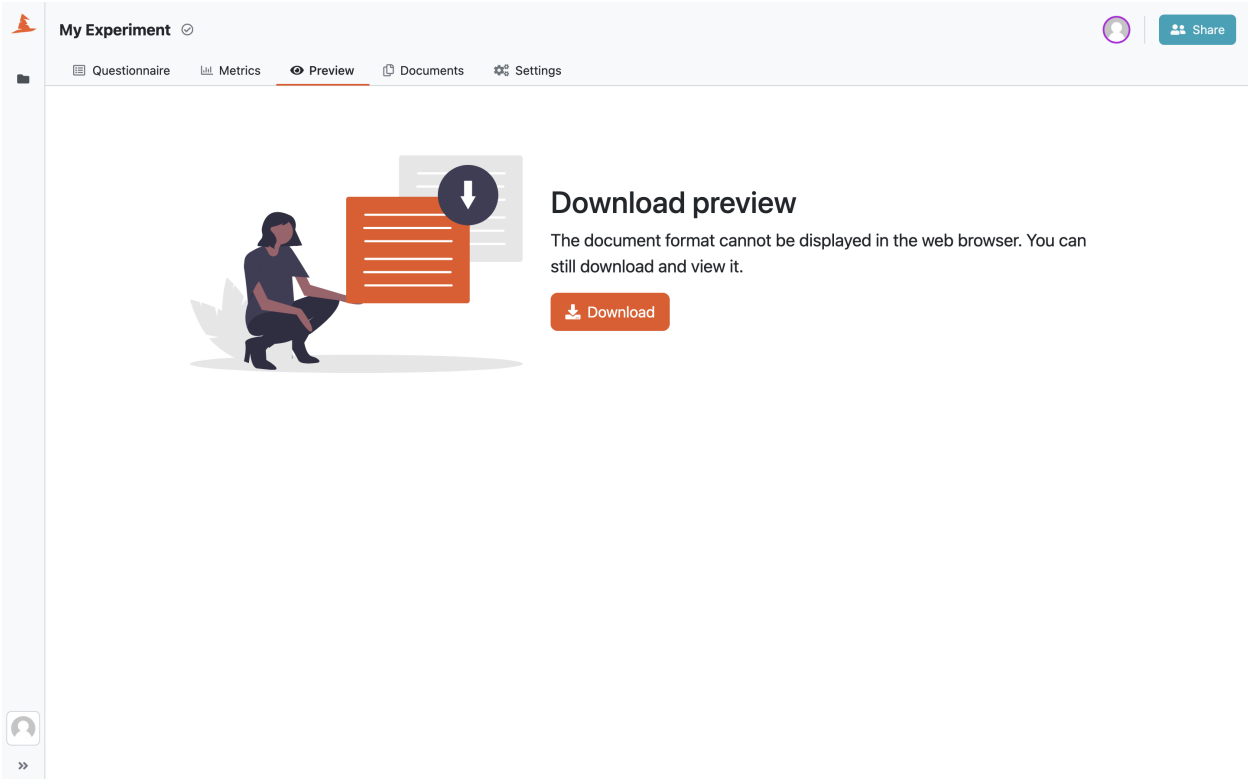 My Experiment
Share
Questionnaire
Metrics
Preview
Documents
Settings
Download preview
The document format cannot be displayed in the web browser. You can
still download and view it.
Download